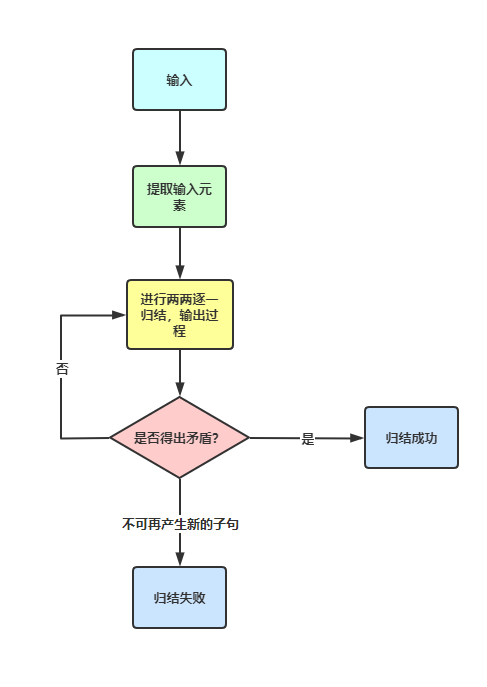 输入
提取输入元
素
进行两两逐一
归结，输出过
程
否
是否得出矛盾？
是
归结成功
不可再产生新的子句
归结失败